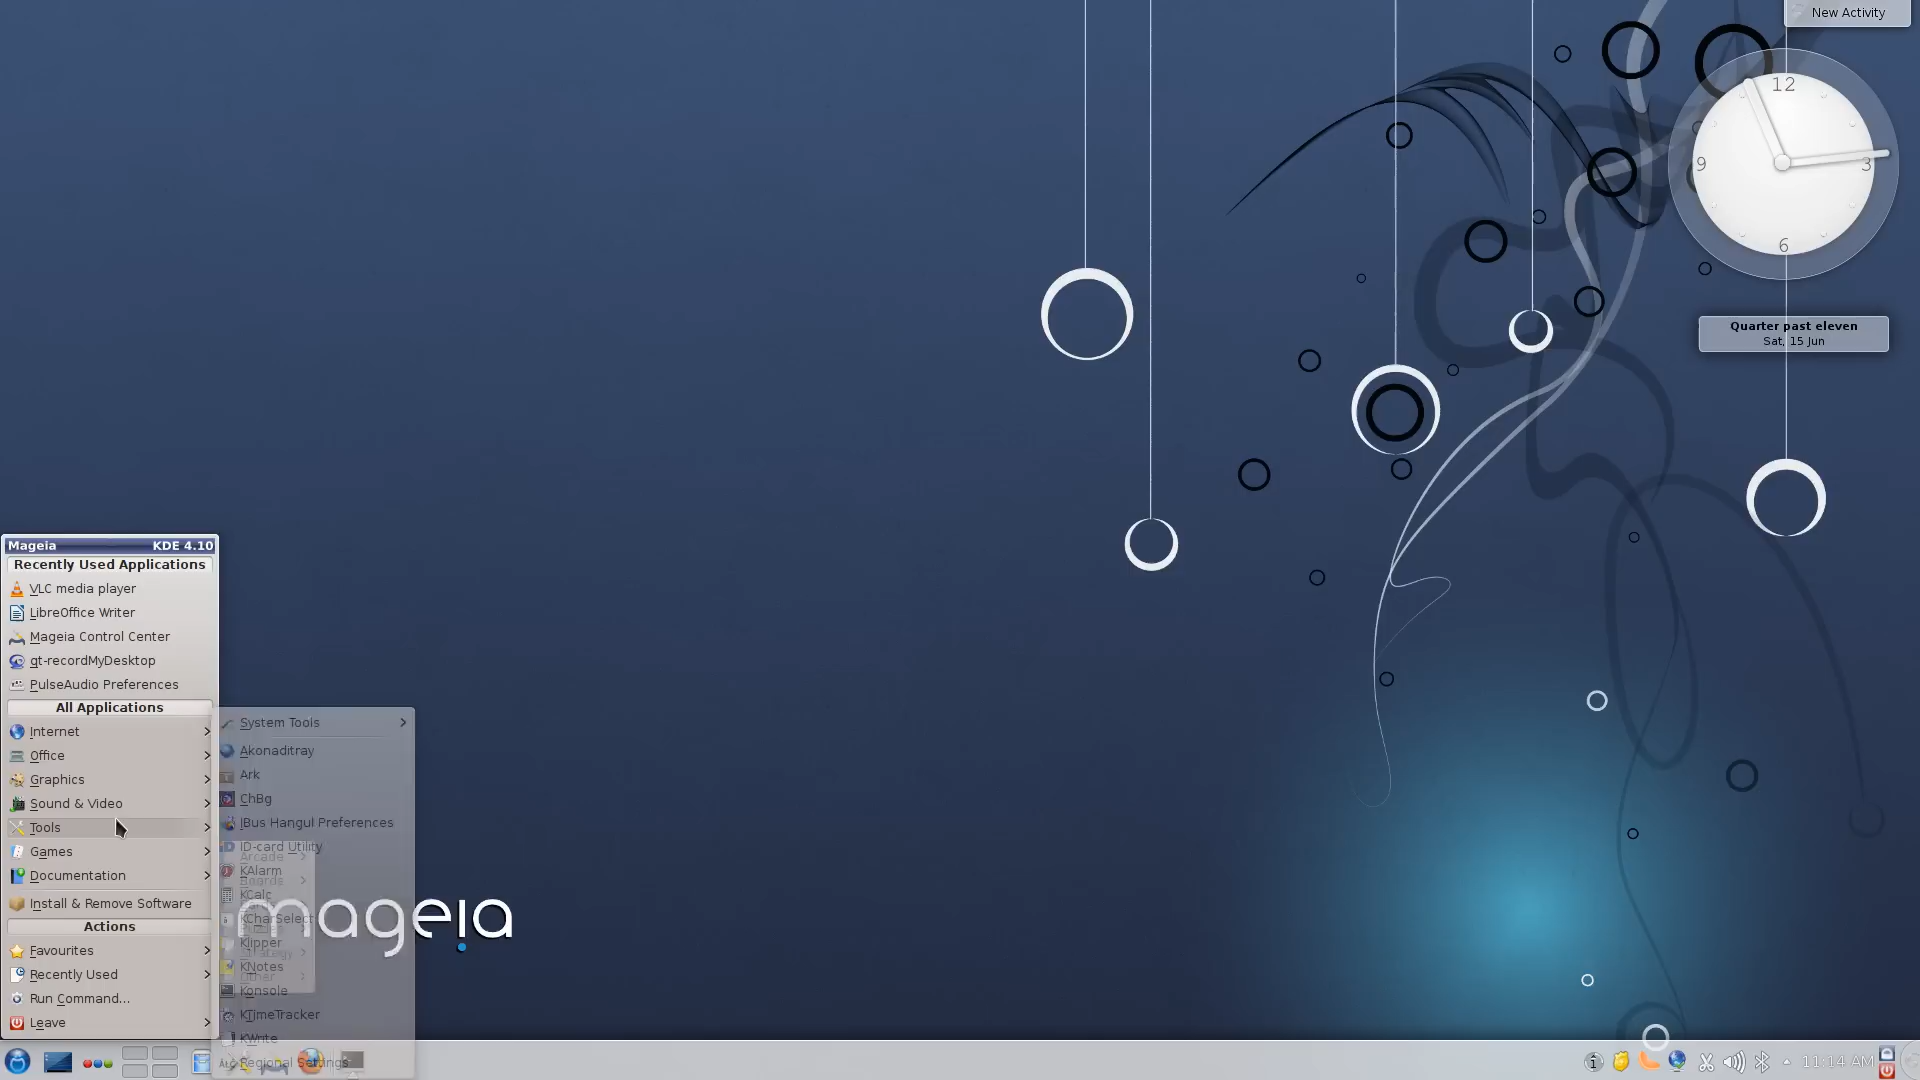 New Activity
12
9
3
6
Quarter past eleven
Sat, 15 Jun
Mageia KDE 4.10
Recently Used Applications
VLC media player
LibreOffice Writer
Mageia Control Center
gt-recordMyDesktop
PulseAudio Preferences
All Applications
Internet
Office
Graphics
Sound & Video
Tools
Games
Documentation
Install & Remove Software
Actions
Favourites
Recently Used
Run Command...
Leave
System Tools
Akonaditray
Ark
ChBg
IBus Hangul Preferences
ID-card Utility
Arcade
KAlarm
Boards
KCalc
KCharSelect
Klipper
Strategy
KNotes
Other
Konsole
KTimeTracker
KWrite
Regional Settings
mageia
11:14 AM